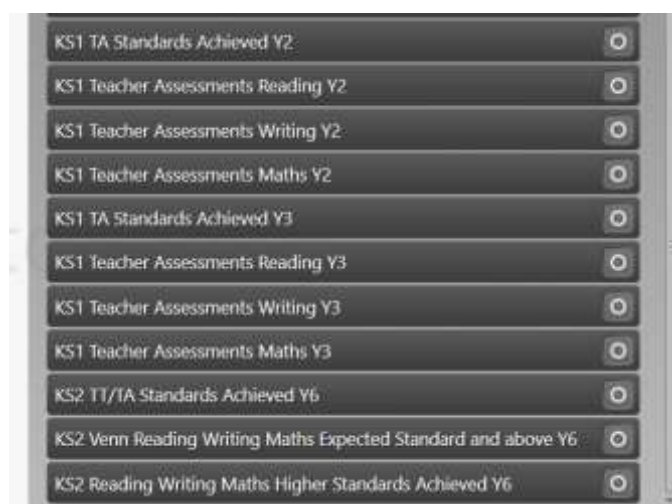 KS1 TA Standards Achieved Y2
KS1 Teacher Assessments Reading Y2
KS1 Teacher Assessments Writing Y2
KS1 Teacher Assessments Maths Y2
KS1 TA Standards Achieved Y3
KS1 Teacher Assessments Reading Y3
KS1 Teacher Assessments Writing Y3
KS1 Teacher Assessments Maths Y3
KS2 TT/TA Standards Achieved Y6
KS2 Venn Reading Writing Maths Expected Standard and above Y6
KS2 Reading Writing Maths Higher Standards Achieved Y6